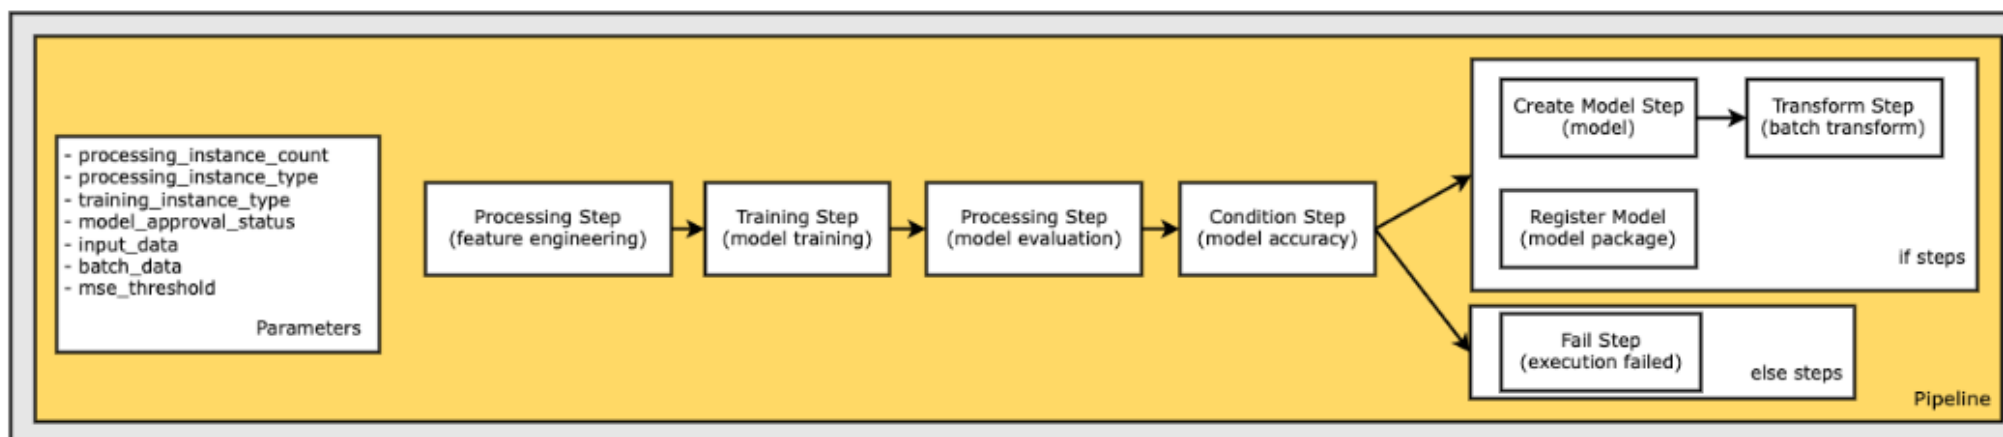 - processing_instance_count
- processing_instance_type
- training_instance_type
- model_approval_status
- input_data
- batch_data
- mse_threshold
Parameters
Processing Step
(feature engineering)
Training Step
(model training)
Processing Step
(model evaluation)
Condition Step
(model accuracy)
Create Model Step
(model)
Transform Step
(batch transform)
Register Model
(model package)
if steps
Fail Step
(execution failed)
else steps
Pipeline